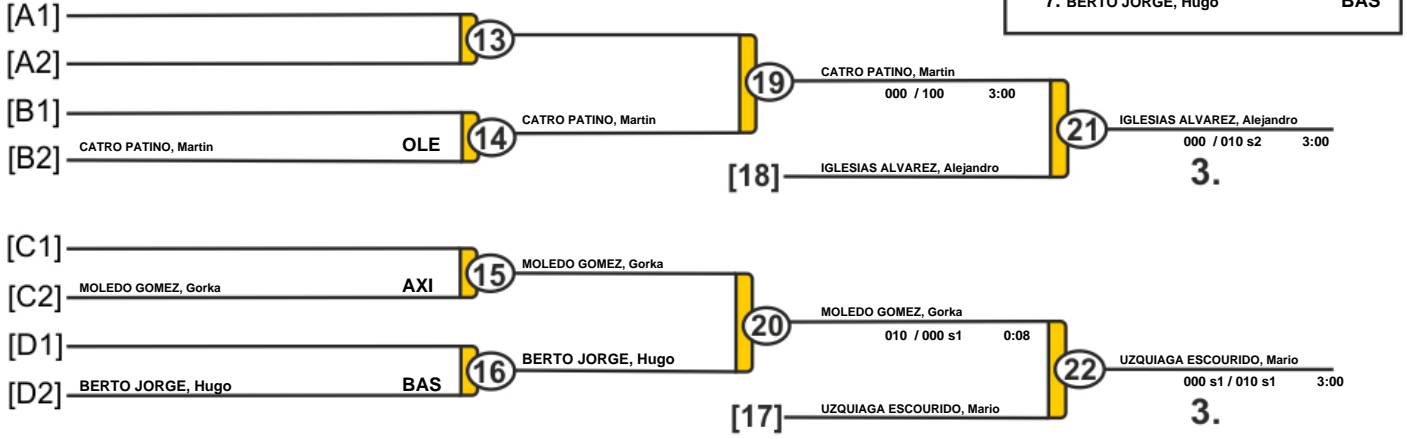 7. BERTO JORGE, Hugo BAS
[A1]
13
[A2]
19
CATRO PATINO, Martin
000 / 100 3:00
[B1]
14
CATRO PATINO, Martin
[B2] CATRO PATINO, Martin OLE
21
IGLESIAS ALVAREZ, Alejandro
000 / 010 s2 3:00
3.
[18] IGLESIAS ALVAREZ, Alejandro
[C1]
15
MOLEDO GOMEZ, Gorka
[C2] MOLEDO GOMEZ, Gorka AXI
20
MOLEDO GOMEZ, Gorka
010 / 000 s1 0:08
[D1]
16
BERTO JORGE, Hugo
[D2] BERTO JORGE, Hugo BAS
22
UZQUIAGA ESCOURIDO, Mario
000 s1 / 010 s1 3:00
3.
[17] UZQUIAGA ESCOURIDO, Mario